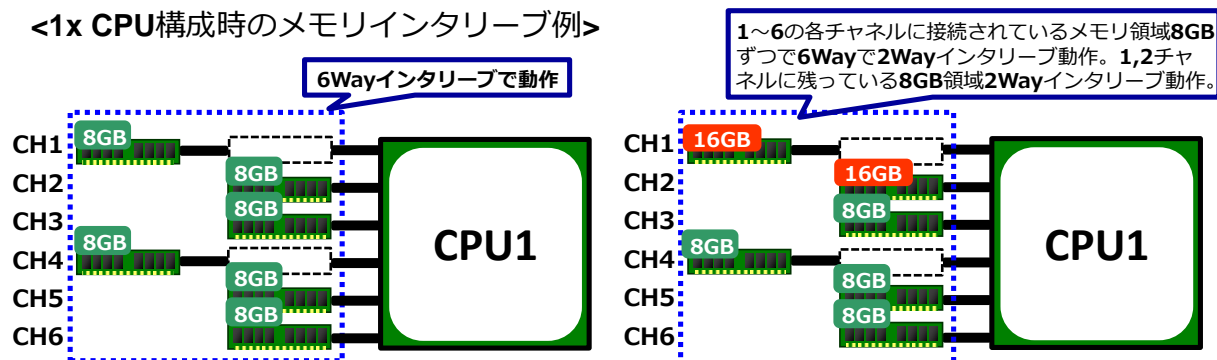 <1x CPU構成時のメモリインタリーブ例>
6Wayインタリーブで動作
CH1
8GB
CH2
8GB
CH3
8GB
CH4
8GB
CH5
8GB
CH6
8GB
CPU1
1～6の各チャネルに接続されているメモリ領域8GB
ずつで6Wayで2Wayインタリーブ動作。1,2チャ
ネルに残っている8GB領域2Wayインタリーブ動作。
CH1
16GB
CH2
16GB
CH3
8GB
CH4
8GB
CH5
8GB
CH6
8GB
CPU1